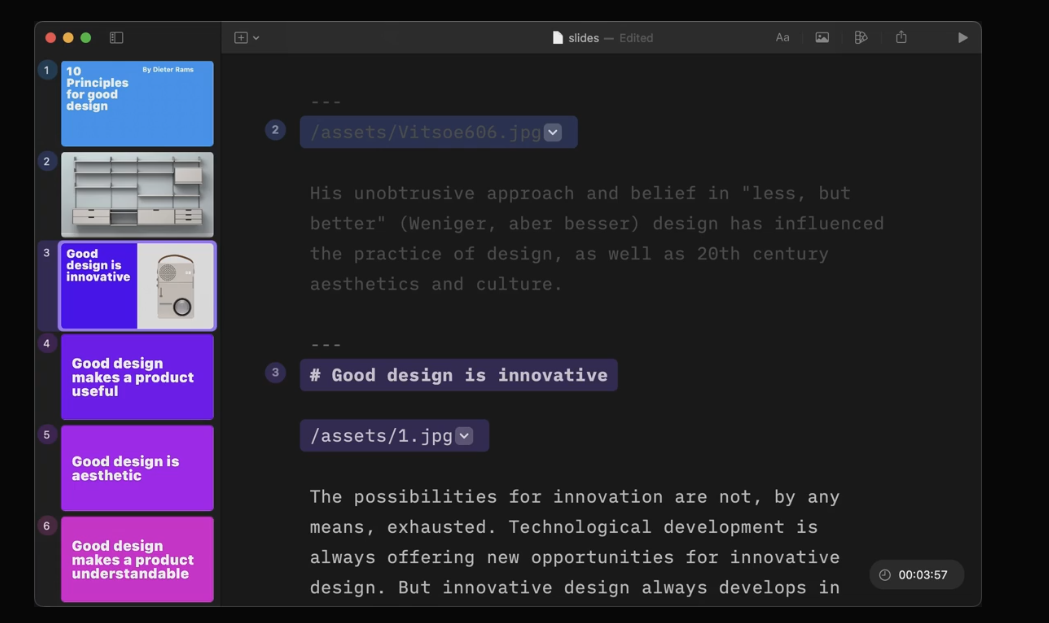 slides — Edited
Aa
1
10
Principles
for good
design
By Dieter Rams
2
3
Good
design is
innovative
4
Good design
makes a product
useful
5
Good design is
aesthetic
6
Good design
makes a product
understandable
---
2
/assets/Vitsoe606.jpg
His unobtrusive approach and belief in "less, but
better" (Weniger, aber besser) design has influenced
the practice of design, as well as 20th century
aesthetics and culture.
---
3
# Good design is innovative
/assets/1.jpg
The possibilities for innovation are not, by any
means, exhausted. Technological development is
always offering new opportunities for innovative
design. But innovative design always develops in
00:03:57